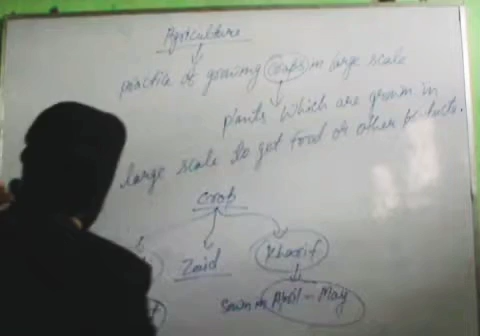 Agriculture
practice of growing crops in large scale
plants which are grown in
large scale to get food or other products.
crop
Zaid Kharif
Sown in April - May